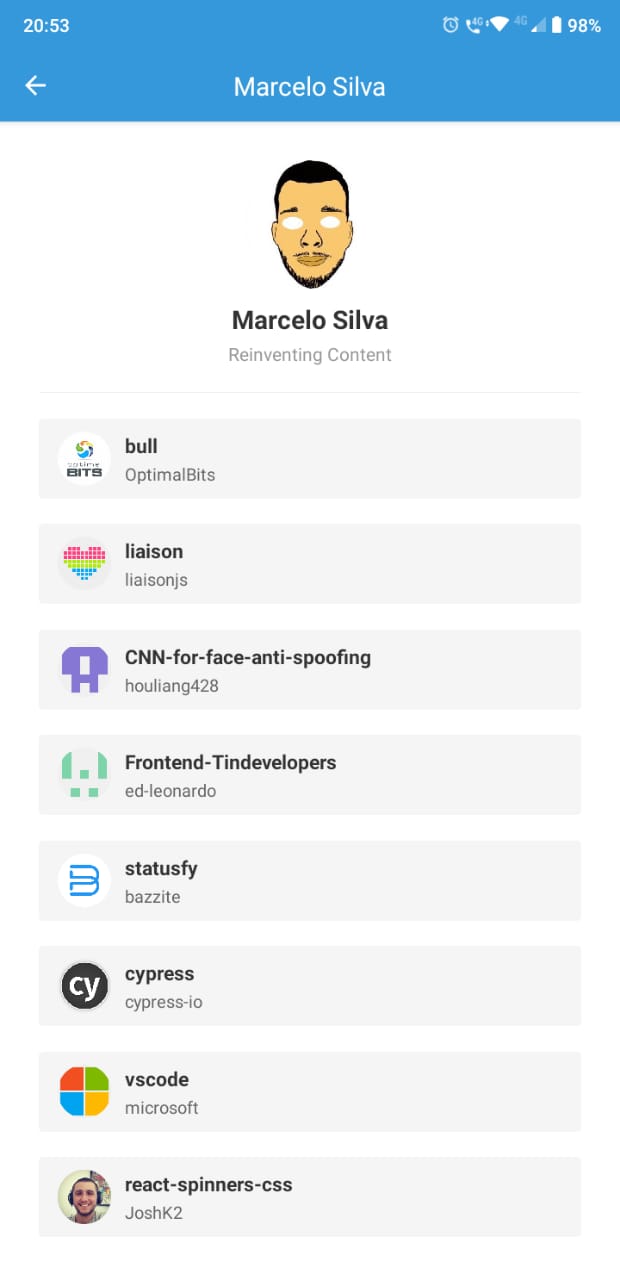 20:53
4G 4G 98%
Marcelo Silva
Marcelo Silva
Reinventing Content
bull
OptimalBits
BITS
liaison
liaisonjs
CNN-for-face-anti-spoofing
houliang428
Frontend-Tindevelopers
ed-leonardo
statusfy
bazzite
cypress
cypress-io
cy
vscode
microsoft
react-spinners-css
JoshK2